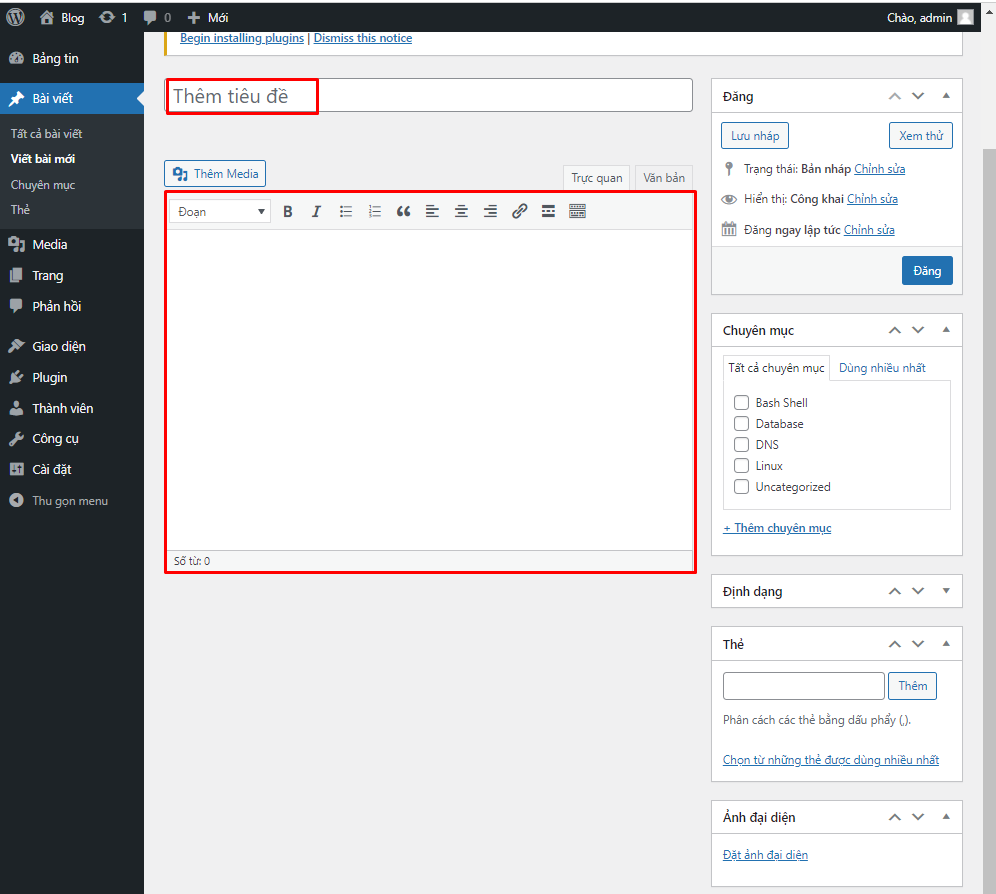 Blog 1 0 Mới Chào, admin
Begin installing plugins | Dismiss this notice
Bảng tin
Bài viết
Tất cả bài viết
Viết bài mới
Chuyên mục
Thẻ
Media
Trang
Phản hồi
Giao diện
Plugin
Thành viên
Công cụ
Cài đặt
Thu gọn menu
Thêm tiêu đề
Thêm Media
Trực quan Văn bản
Đoạn
Số từ: 0
Đăng
Lưu nháp Xem thử
Trạng thái: Bản nháp Chỉnh sửa
Hiển thị: Công khai Chỉnh sửa
Đăng ngay lập tức Chỉnh sửa
Đăng
Chuyên mục
Tất cả chuyên mục Dùng nhiều nhất
Bash Shell
Database
DNS
Linux
Uncategorized
+ Thêm chuyên mục
Định dạng
Thẻ
Thêm
Phân cách các thẻ bằng dấu phẩy (,).
Chọn từ những thẻ được dùng nhiều nhất
Ảnh đại diện
Đặt ảnh đại diện